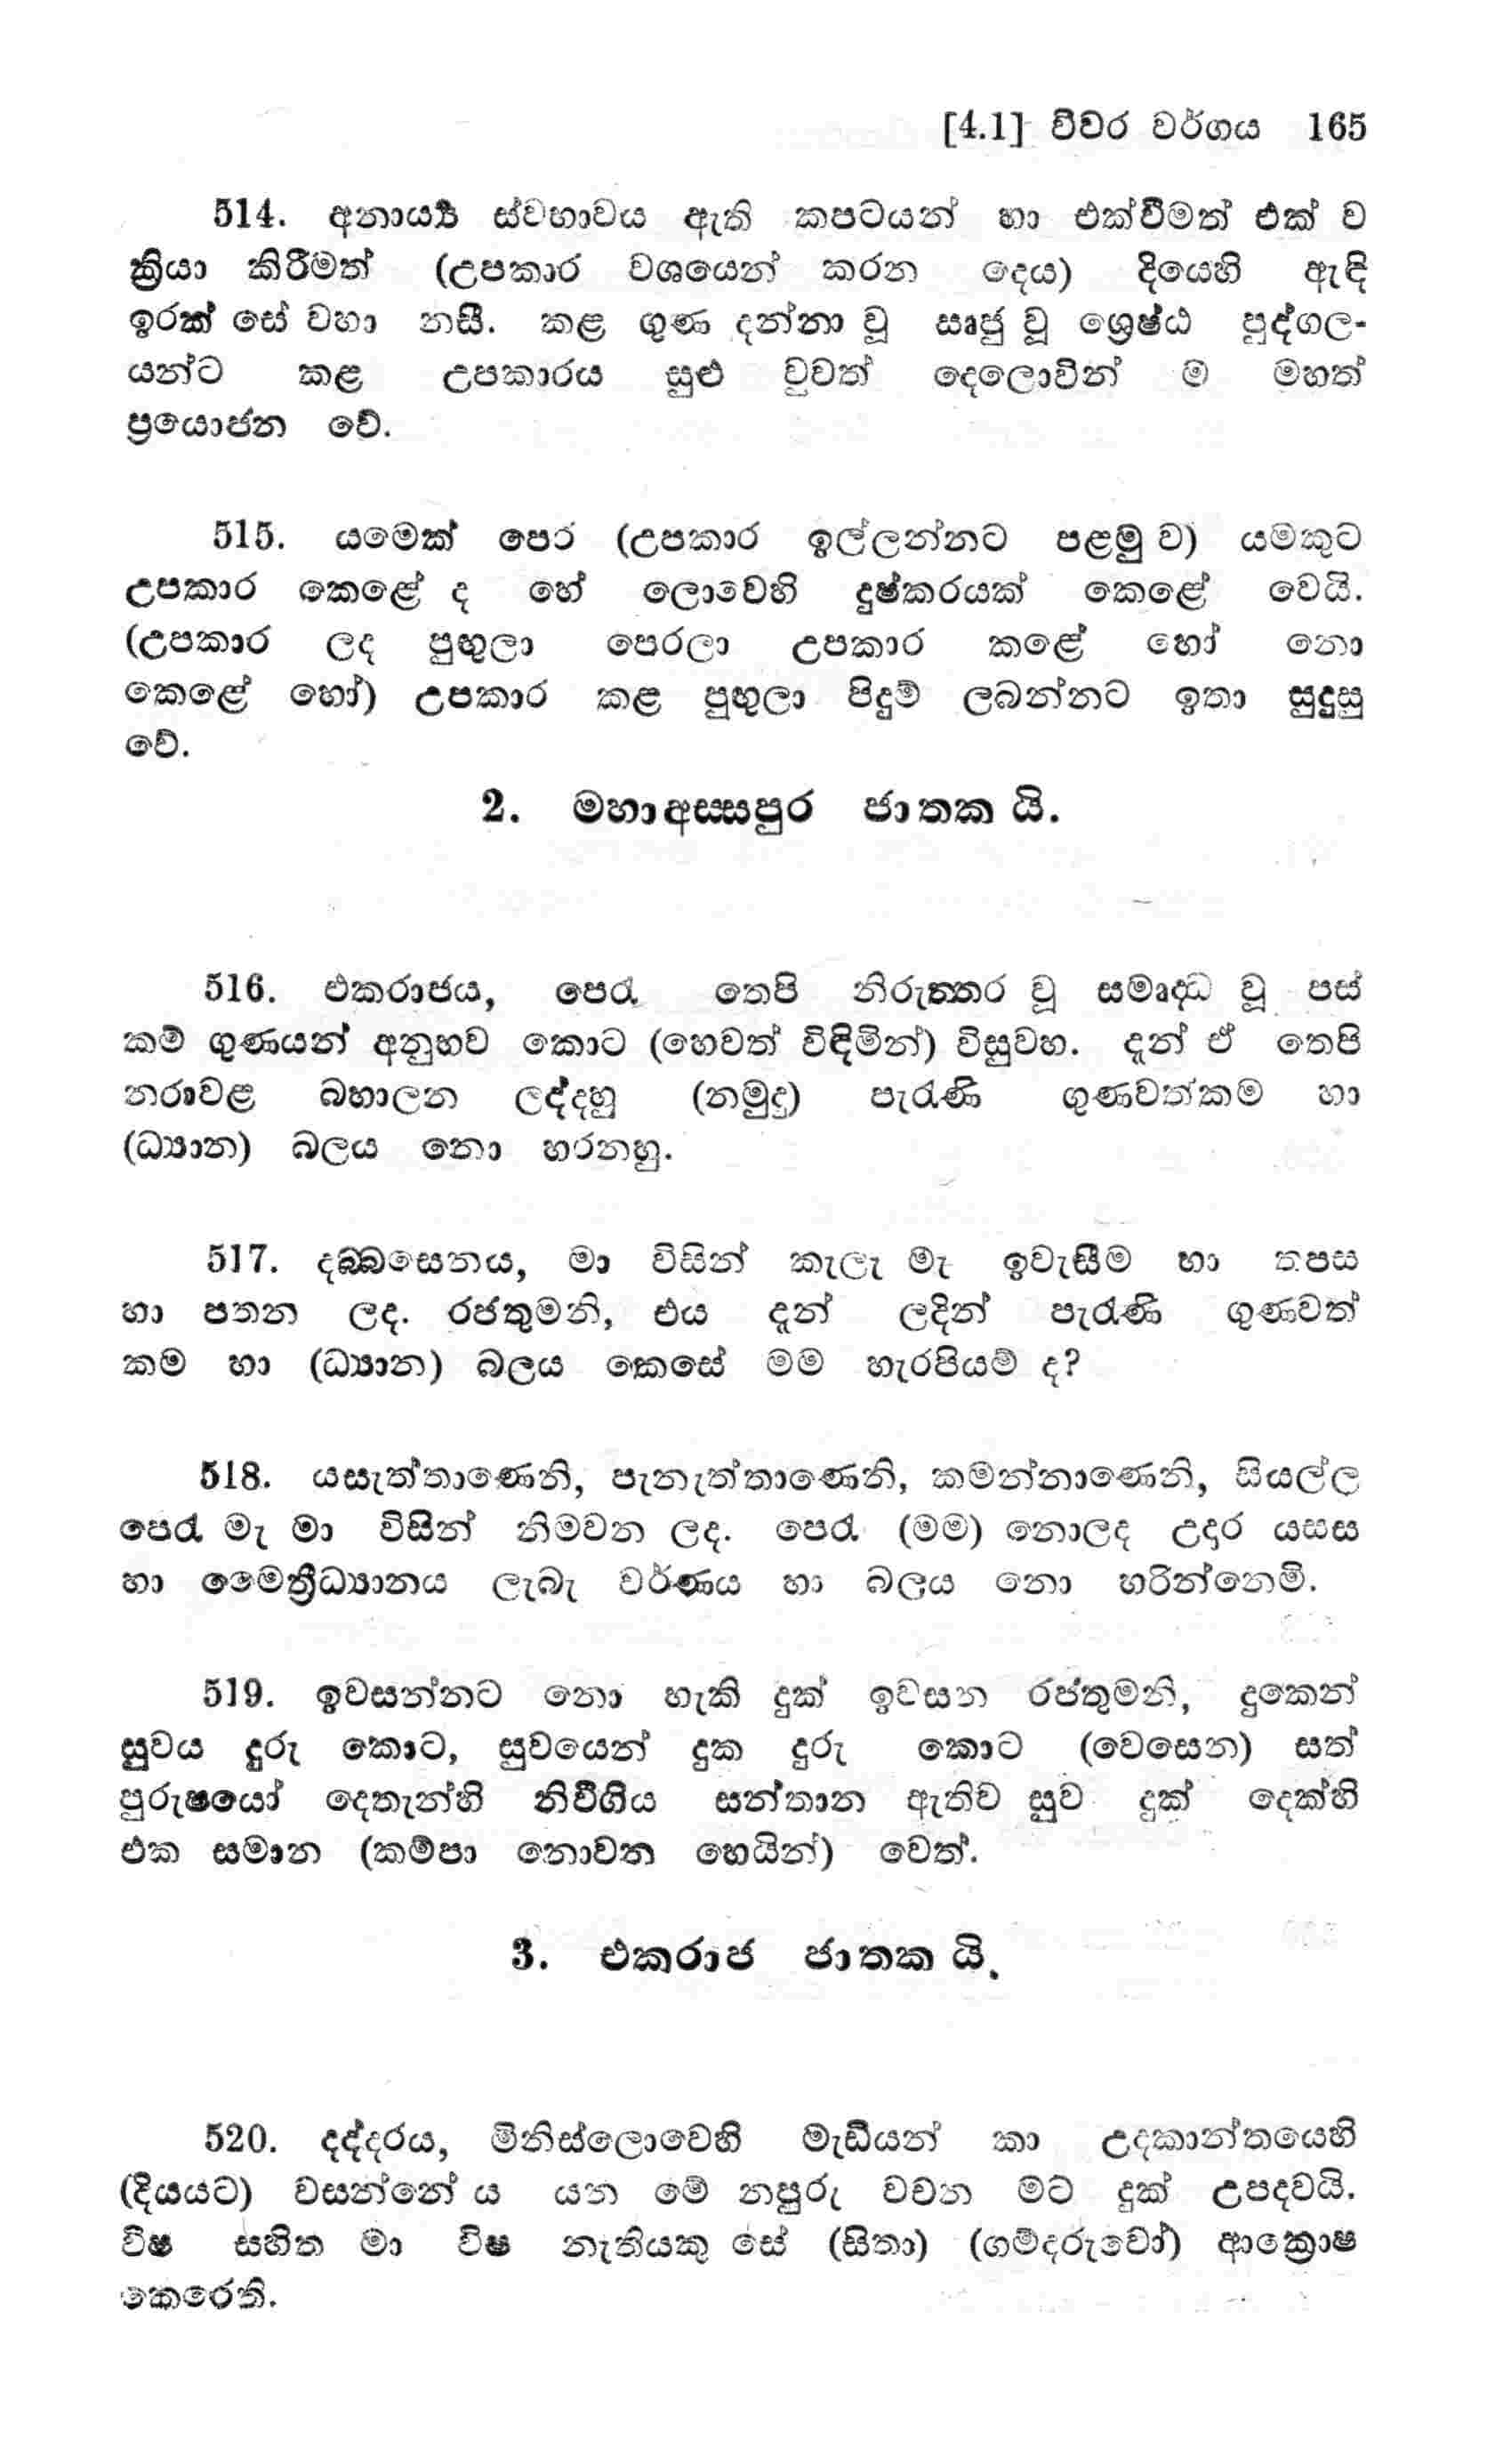 [4.1] විවර වර්ගය 165
514. අනාර්‍ය්‍ය ස්වභාවය ඇති කපටයන් හා එක්වීමත් එක් ව
ක්‍රියා කිරීමත් (උපකාර වශයෙන් කරන දෙය) දියෙහි ඇඳි
ඉරක් සේ වහා නසී. කළ ගුණ දන්නා වූ සෘජු වූ ශ්‍රෙෂ්ඨ පුද්ගල-
යන්ට කළ උපකාරය සුළු වුවත් දෙලොවින් ම මහත්
ප්‍රයොජන වේ.
515. යමෙක් පෙර (උපකාර ඉල්ලන්නට පළමු ව) යමකුට
උපකාර කෙළේ ද හේ ලොවෙහි දුෂ්කරයක් කෙළේ වෙයි.
(උපකාර ලද පුඟුලා පෙරලා උපකාර කළේ හෝ නො
කෙළේ හෝ) උපකාර කළ පුඟුලා පිදුම් ලබන්නට ඉතා සුදුසු
වේ.
2. මහාඅස්සපුර ජාතක යි.
516. එකරාජය, පෙරැ තෙපි නිරුත්තර වූ සමෘද්ධ වූ පස්
කම් ගුණයන් අනුභව කොට (හෙවත් විඳිමින්) විසුවහ. දැන් ඒ තෙපි
නරාවළ බහාලන ලද්දහු (නමුදු) පැරැණි ගුණවත්කම හා
(ධ්‍යාන) බලය නො හරනහු.
517. දබ්බසෙනය, මා විසින් කැලැ මැ ඉවැසීම හා තපස
හා පතන ලද. රජතුමනි, එය දැන් ලදින් පැරැණි ගුණවත්
කම හා (ධ්‍යාන) බලය කෙසේ මම හැරපියම් ද?
518. යසැත්තාණෙනි, පැනැත්තාණෙනි, කමන්නාණෙනි, සියල්ල
පෙරැ මැ මා විසින් නිමවන ලද. පෙරැ (මම) නොලද උදාර යසස
හා මෛත්‍රීධ්‍යානය ලැබැ වර්ණය හා බලය නො හරින්නෙමි.
519. ඉවසන්නට නො හැකි දුක් ඉවසන රජතුමනි, දුකෙන්
සුවය දුරු කොට, සුවයෙන් දුක දුරු කොට (වෙසෙන) සත්
පුරුෂයෝ දෙතැන්හි නිවීගිය සන්තාන ඇතිව සුව දුක් දෙක්හි
එක සමාන (කම්පා නොවන හෙයින්) වෙත්.
3. එකරාජ ජාතක යි.
520. දද්දරය, මිනිස්ලොවෙහි මැඩියන් කා උදකාන්තයෙහි
(දියයට) වසන්නේ ය යන මේ නපුරු වචන මට දුක් උපදවයි.
විෂ සහිත මා විෂ නැතියකු සේ (සිතා) (ගම්දරුවෝ) ආක්‍රොෂ
කෙරෙති.